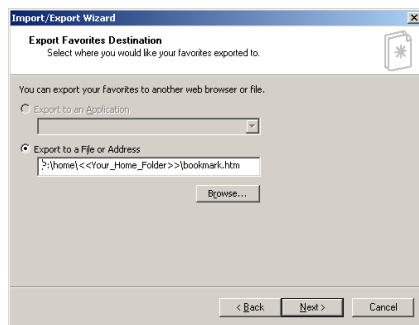 Import/Export Wizard
Export Favorites Destination
Select where you would like your favorites exported to.
You can export your favorites to another web browser or file.
Export to an Application
Export to a File or Address
P:\home\<<Your_Home_Folder>>\bookmark.htm
Browse...
< Back
Next >
Cancel